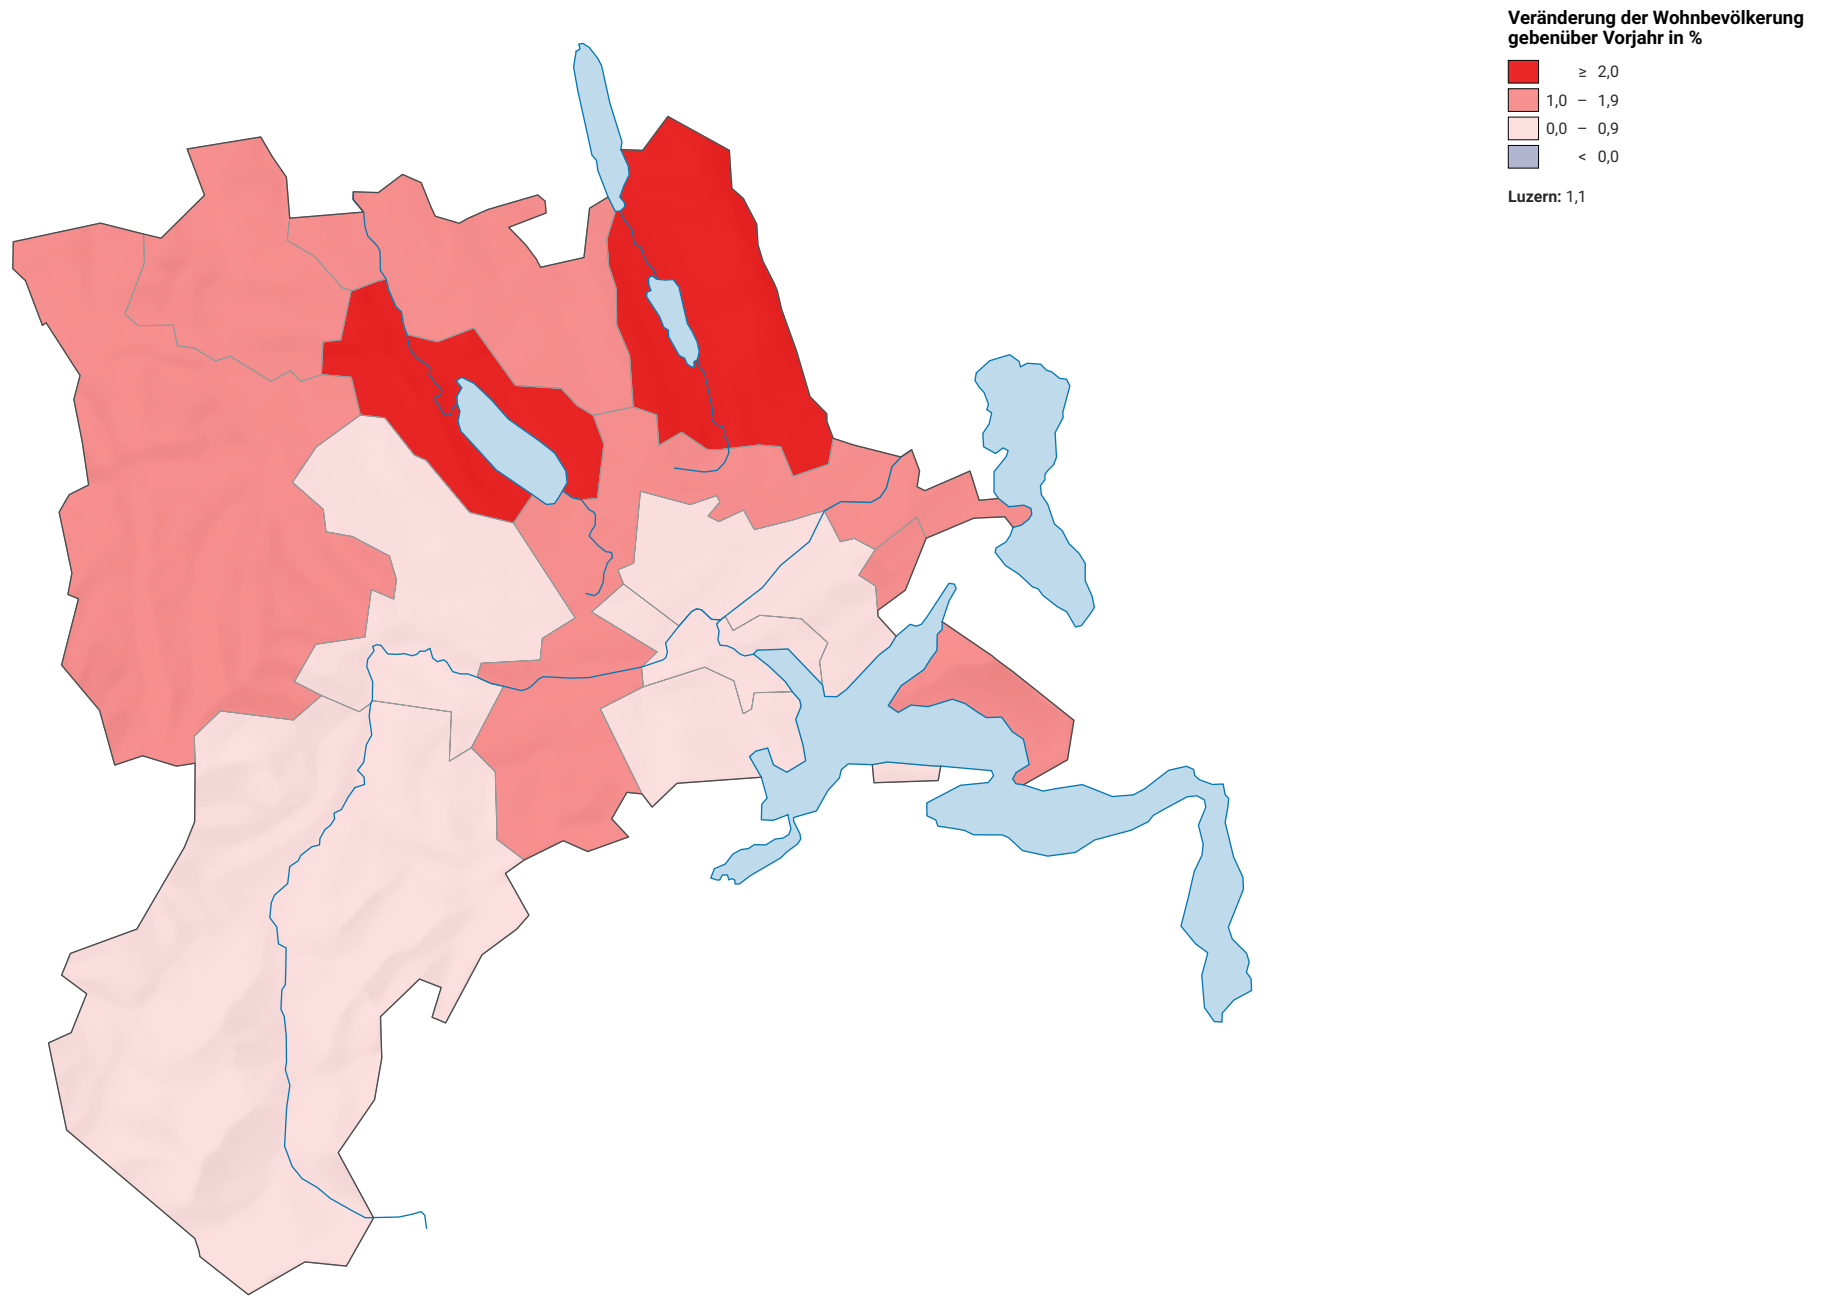 Veränderung der Wohnbevölkerung
gebenüber Vorjahr in %
≥ 2,0
1,0 – 1,9
0,0 – 0,9
< 0,0
Luzern: 1,1